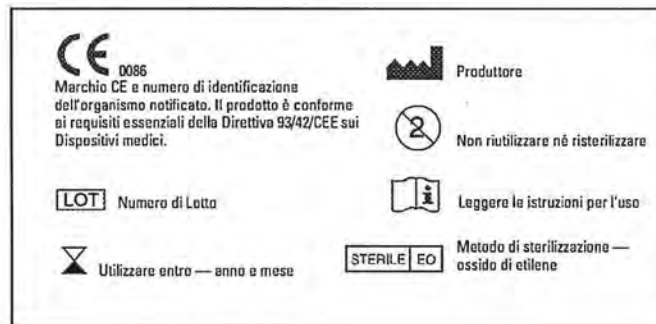 CE 0086
Marchio CE e numero di identificazione
dell'organismo notificato. Il prodotto è conforme
ai requisiti essenziali della Direttiva 93/42/CEE sui
Dispositivi medici.
LOT Numero di Lotto
Utilizzare entro — anno e mese
Produttore
2 Non riutilizzare né risterilizzare
i Leggere le istruzioni per l'uso
STERILE EO Metodo di sterilizzazione —
ossido di etilene